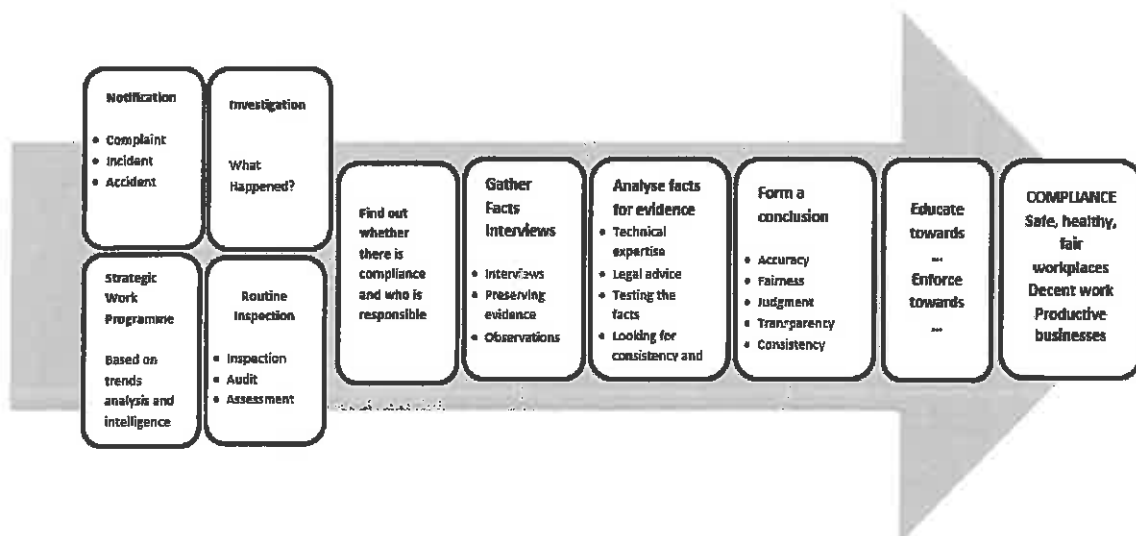 Notification
• Complaint
• Incident
• Accident
Investigation
What
Happened?
Strategic
Work
Programme
Based on
trends
analysis and
intelligence
Routine
Inspection
• Inspection
• Audit
• Assessment
Find out
whether
there is
compliance
and who is
responsible
Gather
Facts
Interviews
• Interviews
• Preserving
evidence
• Observations
Analyse facts
for evidence
• Technical
expertise
• Legal advice
• Testing the
facts
• Looking for
consistency and
Form a
conclusion
• Accuracy
• Fairness
• Judgment
• Transparency
• Consistency
Educate
towards
...
Enforce
towards
...
COMPLIANCE
Safe, healthy,
fair
workplaces
Decent work
Productive
businesses